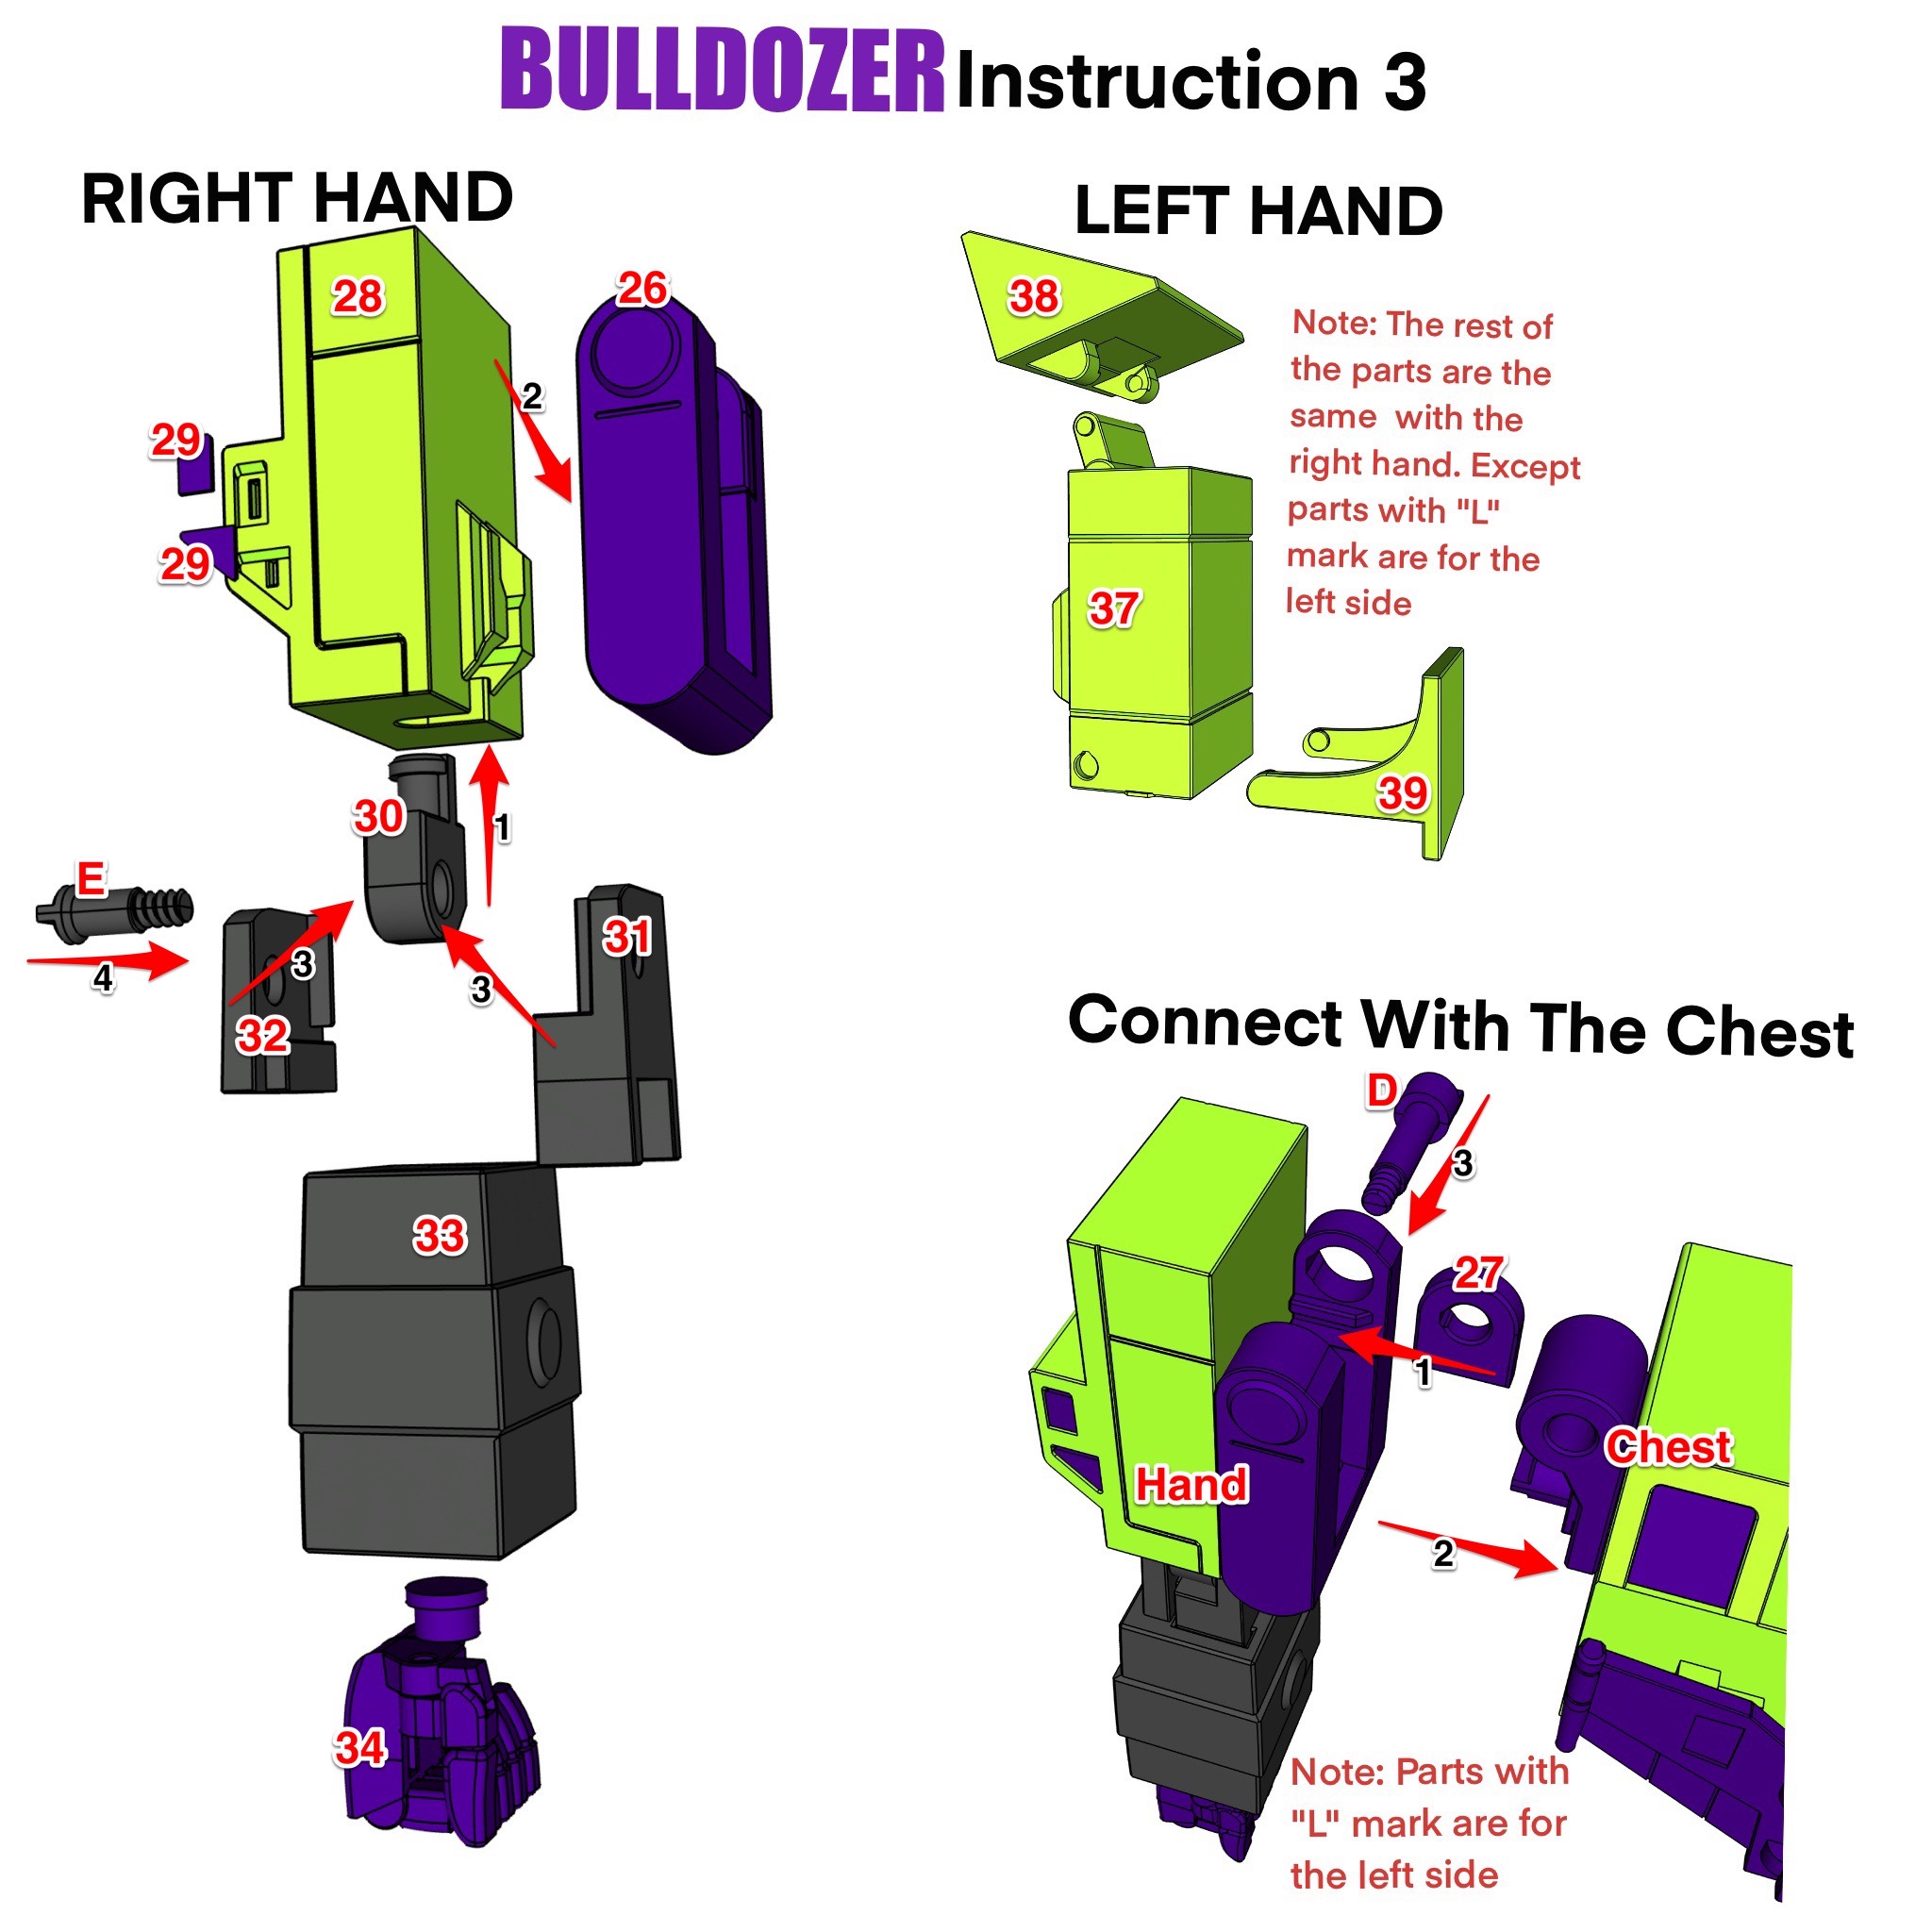 BULLDOZER Instruction 3
RIGHT HAND
28
26
2
29
29
30
1
E
4
3
32
3
31
33
34
LEFT HAND
38
Note: The rest of
the parts are the
same with the
right hand. Except
parts with "L"
mark are for the
left side
37
39
Connect With The Chest
D
3
27
1
Chest
Hand
2
Note: Parts with
"L" mark are for
the left side